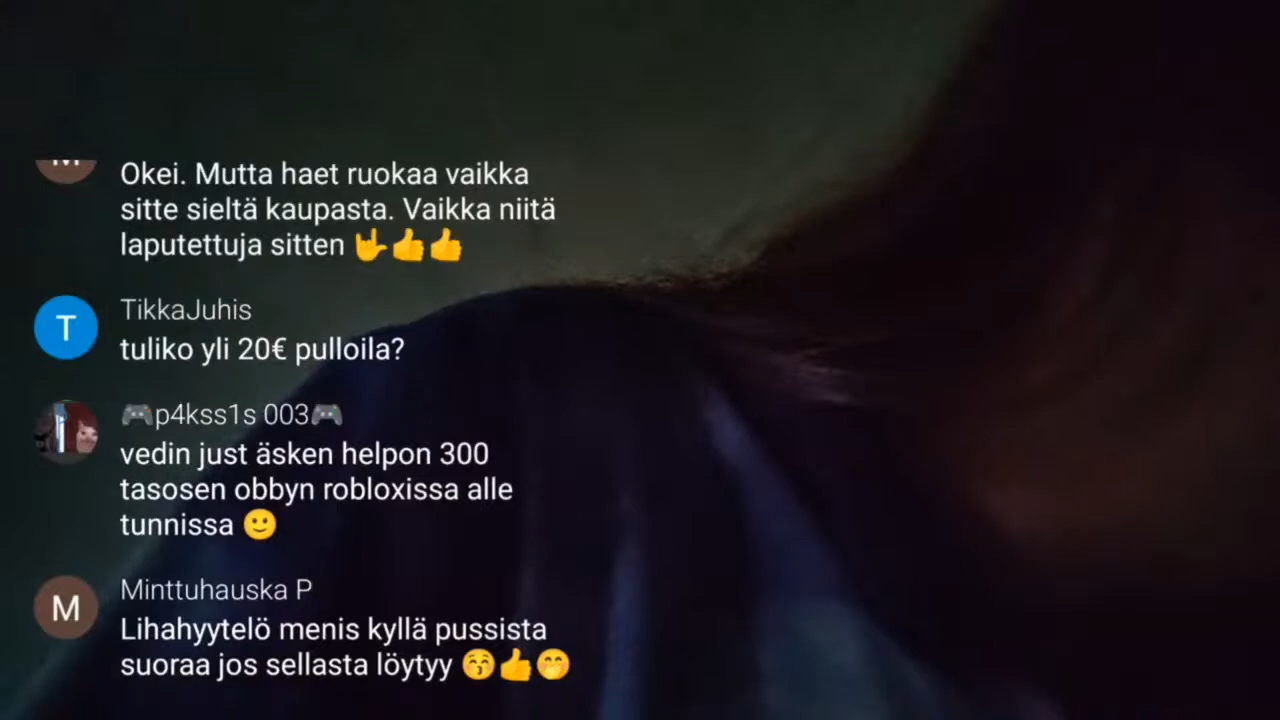 Okei. Mutta haet ruokaa vaikka
sitte sieltä kaupasta. Vaikka niitä
laputettuja sitten 🤟👍👍
T
TikkaJuhis
tuliko yli 20€ pulloila?
🎮p4kss1s 003🎮
vedin just äsken helpon 300
tasosen obbyn robloxissa alle
tunnissa 🙂
M
Minttuhauska P
Lihahyytelö menis kyllä pussista
suoraa jos sellasta löytyy 😚👍🤭